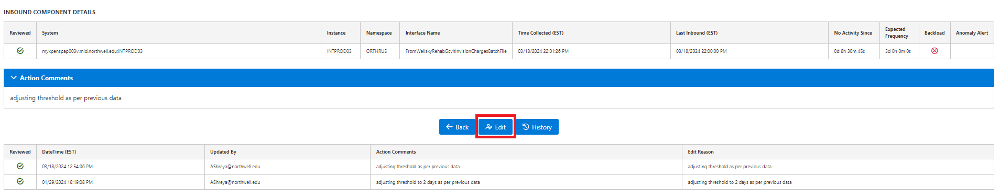 INBOUND COMPONENT DETAILS
Reviewed System Instance Namespace Interface Name Time Collected (EST) Last Inbound (EST) No Activity Since Expected Frequency Backload Anomaly Alert
mykpenspap003v.mid.northwell.edu:INTPROD03 INTPROD03 ORTHRUS FromWellskyRehabGcvhInvisionChargesBatchFile 03/18/2024 22:01:26 PM 03/18/2024 22:00:00 PM 0d 8h 30m 45s 5d 0h 0m 0s
Action Comments
adjusting threshold as per previous data
Back Edit History
Reviewed DateTime (EST) Updated By Action Comments Edit Reason
03/18/2024 12:54:06 PM AShreya@northwell.edu adjusting threshold as per previous data adjusting threshold as per previous data
01/29/2024 18:19:08 PM AShreya@northwell.edu adjusting threshold to 2 days as per previous data adjusting threshold to 2 days as per previous data